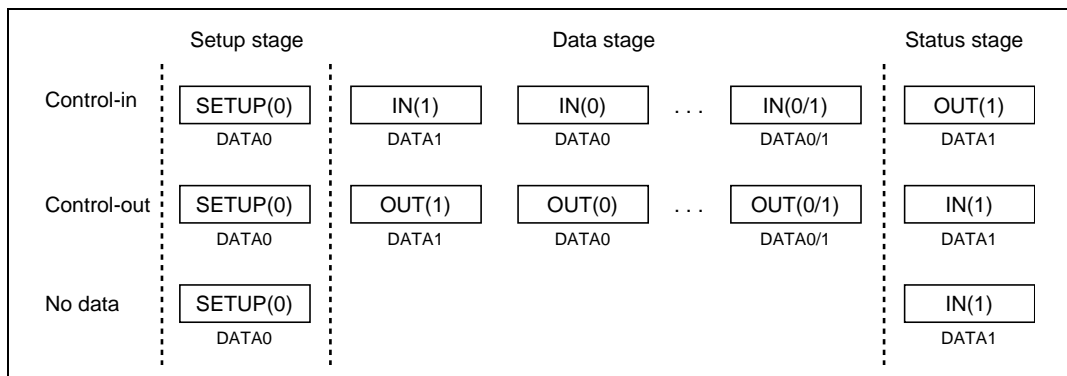 Setup stage Data stage Status stage
Control-in SETUP(0) IN(1) IN(0) . . . IN(0/1) OUT(1)
DATA0 DATA1 DATA0 DATA0/1 DATA1
Control-out SETUP(0) OUT(1) OUT(0) . . . OUT(0/1) IN(1)
DATA0 DATA1 DATA0 DATA0/1 DATA1
No data SETUP(0) IN(1)
DATA0 DATA1